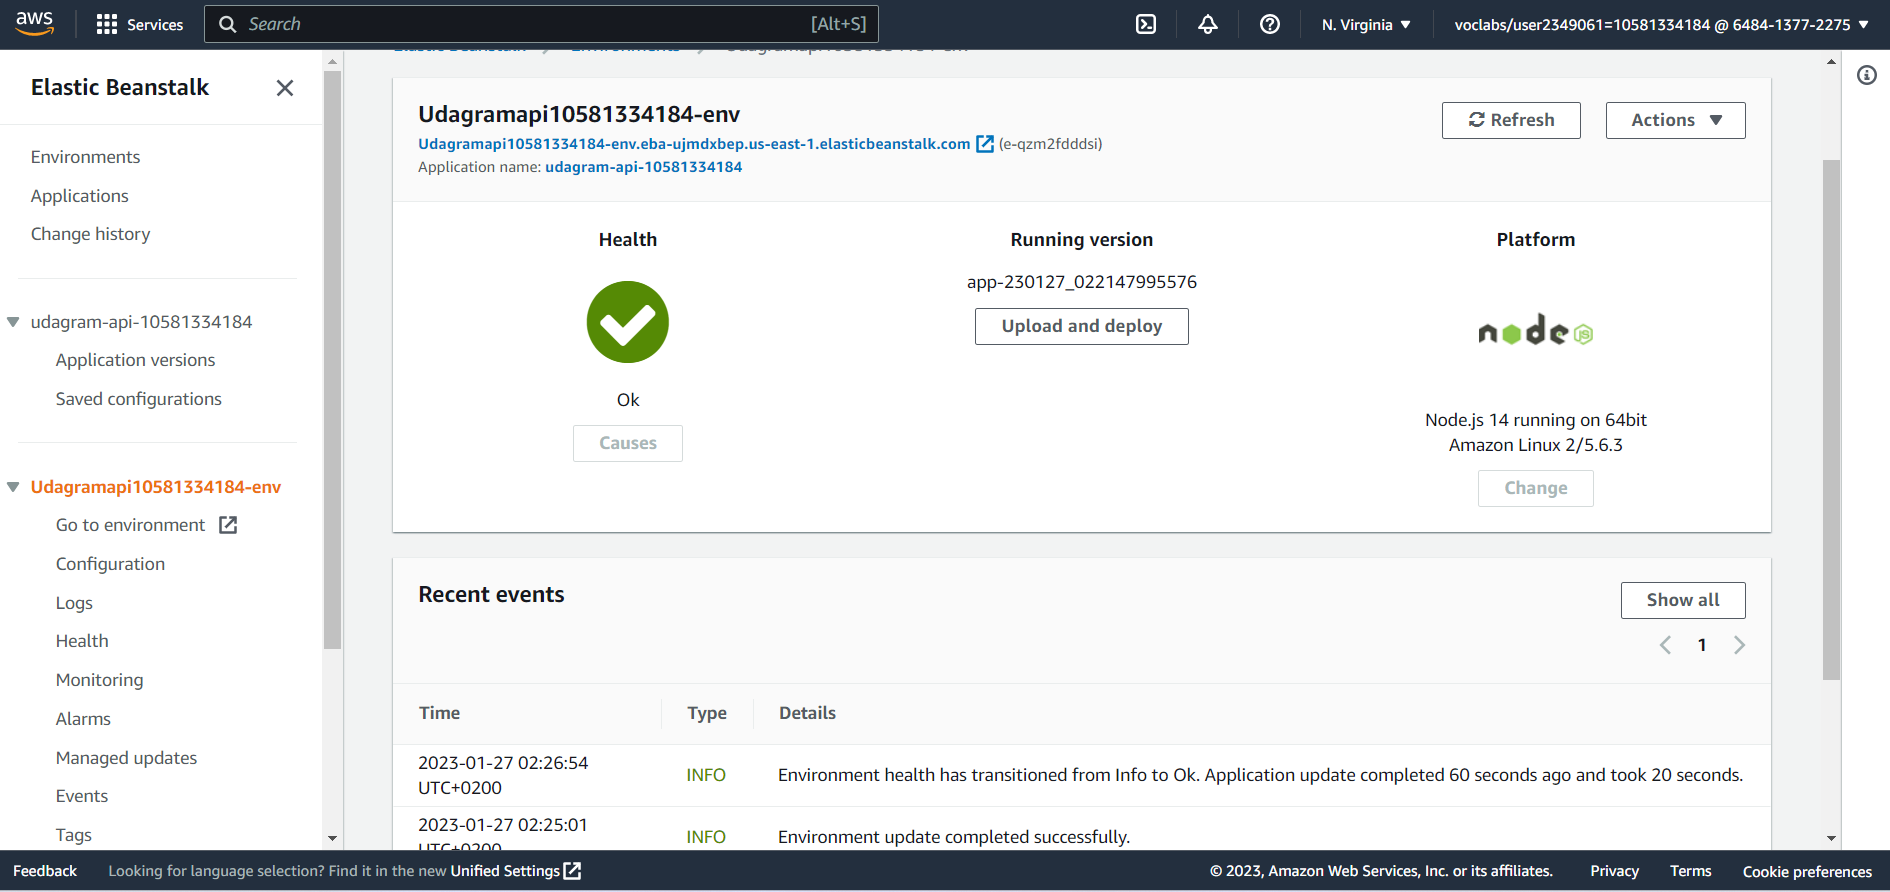 aws
Services
Search
[Alt+S]
N. Virginia
voclabs/user2349061=10581334184 @ 6484-1377-2275
Elastic Beanstalk
Environments
Applications
Change history
udagram-api-10581334184
Application versions
Saved configurations
Udagramapi10581334184-env
Go to environment
Configuration
Logs
Health
Monitoring
Alarms
Managed updates
Events
Tags
Elastic Beanstalk
Environments
Udagramapi10581334184-env
Udagramapi10581334184-env.eba-ujmdxbep.us-east-1.elasticbeanstalk.com (e-qzm2fdddsi)
Application name: udagram-api-10581334184
Refresh
Actions
Health
Ok
Causes
Running version
app-230127_022147995576
Upload and deploy
Platform
node JS
Node.js 14 running on 64bit
Amazon Linux 2/5.6.3
Change
Recent events
Show all
1
Time
Type
Details
2023-01-27 02:26:54
UTC+0200
INFO
Environment health has transitioned from Info to Ok. Application update completed 60 seconds ago and took 20 seconds.
2023-01-27 02:25:01
UTC+0200
INFO
Environment update completed successfully.
Feedback
Looking for language selection? Find it in the new Unified Settings
© 2023, Amazon Web Services, Inc. or its affiliates.
Privacy
Terms
Cookie preferences